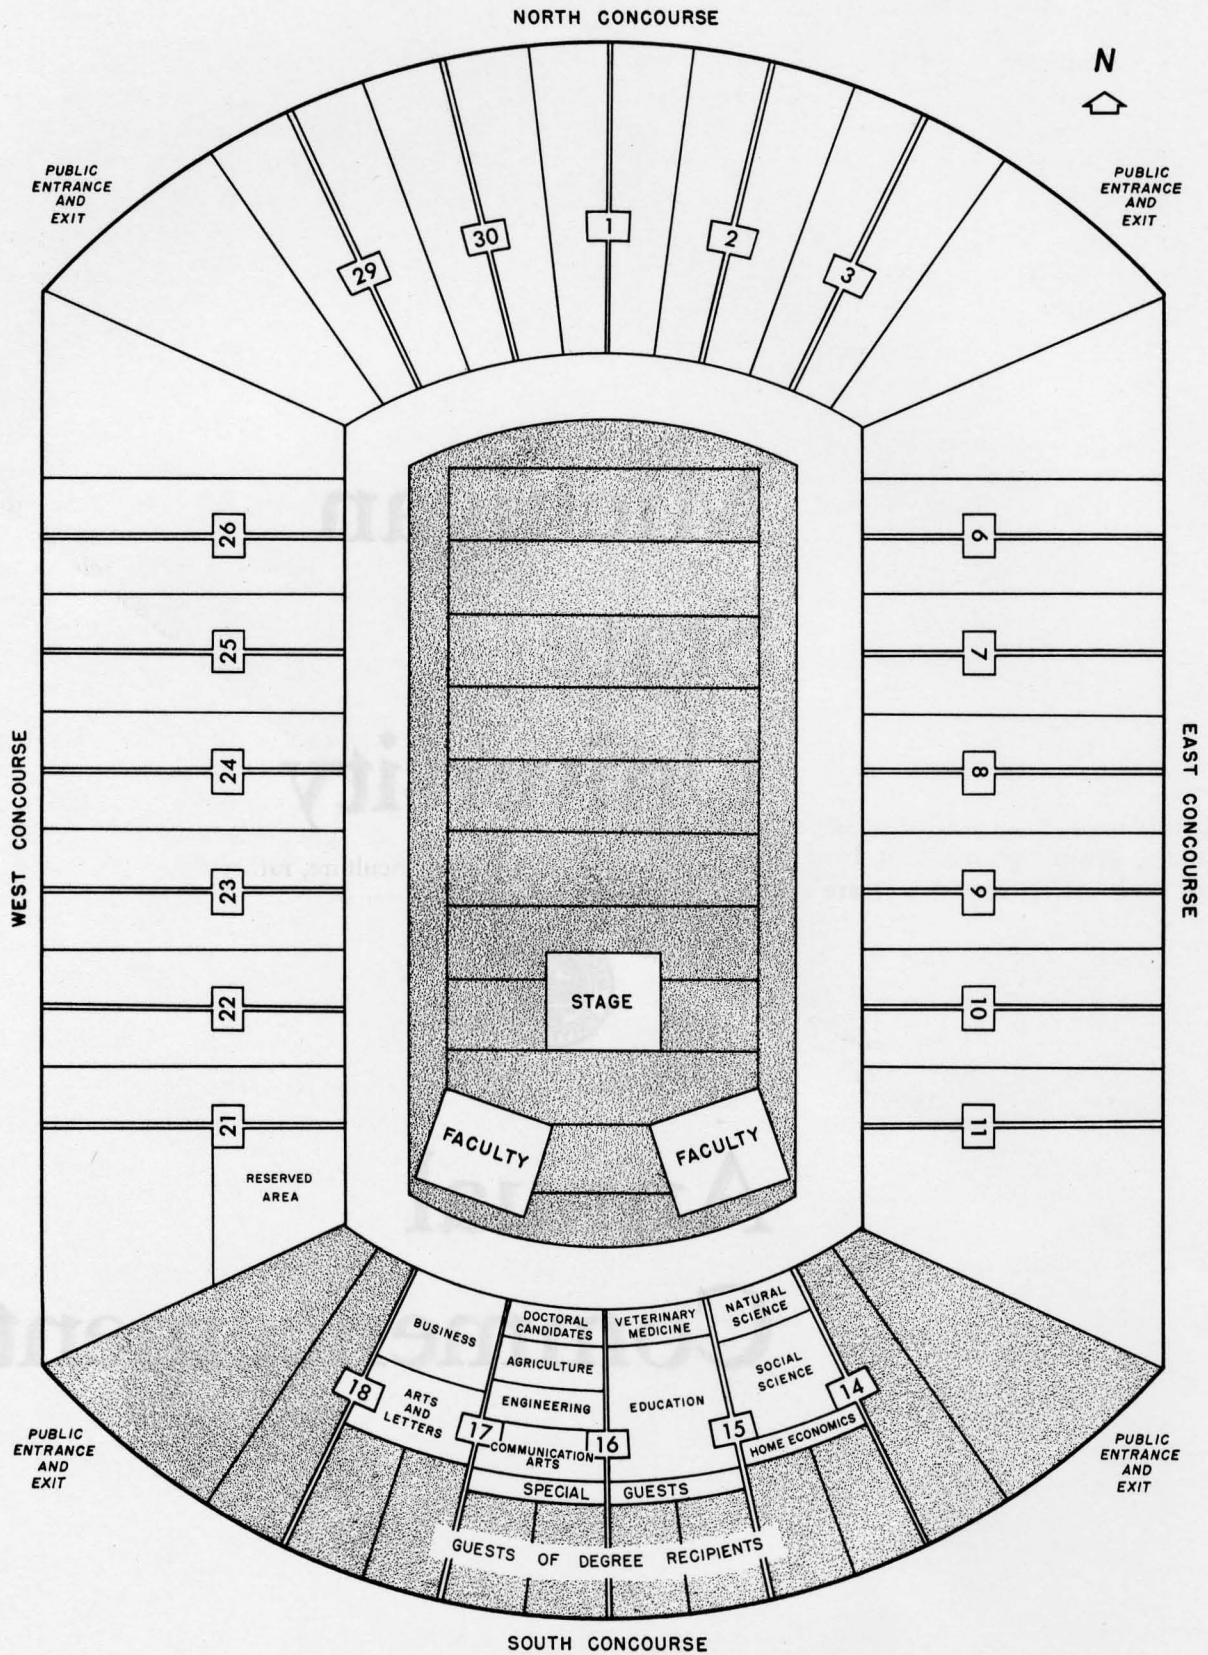 NORTH CONCOURSE
N
PUBLIC
ENTRANCE
AND
EXIT
PUBLIC
ENTRANCE
AND
EXIT
29
30
1
2
3
26
25
24
23
22
21
6
7
8
9
10
11
WEST CONCOURSE
EAST CONCOURSE
STAGE
FACULTY
FACULTY
RESERVED
AREA
BUSINESS
ARTS
AND
LETTERS
DOCTORAL
CANDIDATES
AGRICULTURE
ENGINEERING
COMMUNICATION
ARTS
VETERINARY
MEDICINE
EDUCATION
NATURAL
SCIENCE
SOCIAL
SCIENCE
HOME ECONOMICS
18
17
16
15
14
SPECIAL GUESTS
GUESTS OF DEGREE RECIPIENTS
PUBLIC
ENTRANCE
AND
EXIT
PUBLIC
ENTRANCE
AND
EXIT
SOUTH CONCOURSE